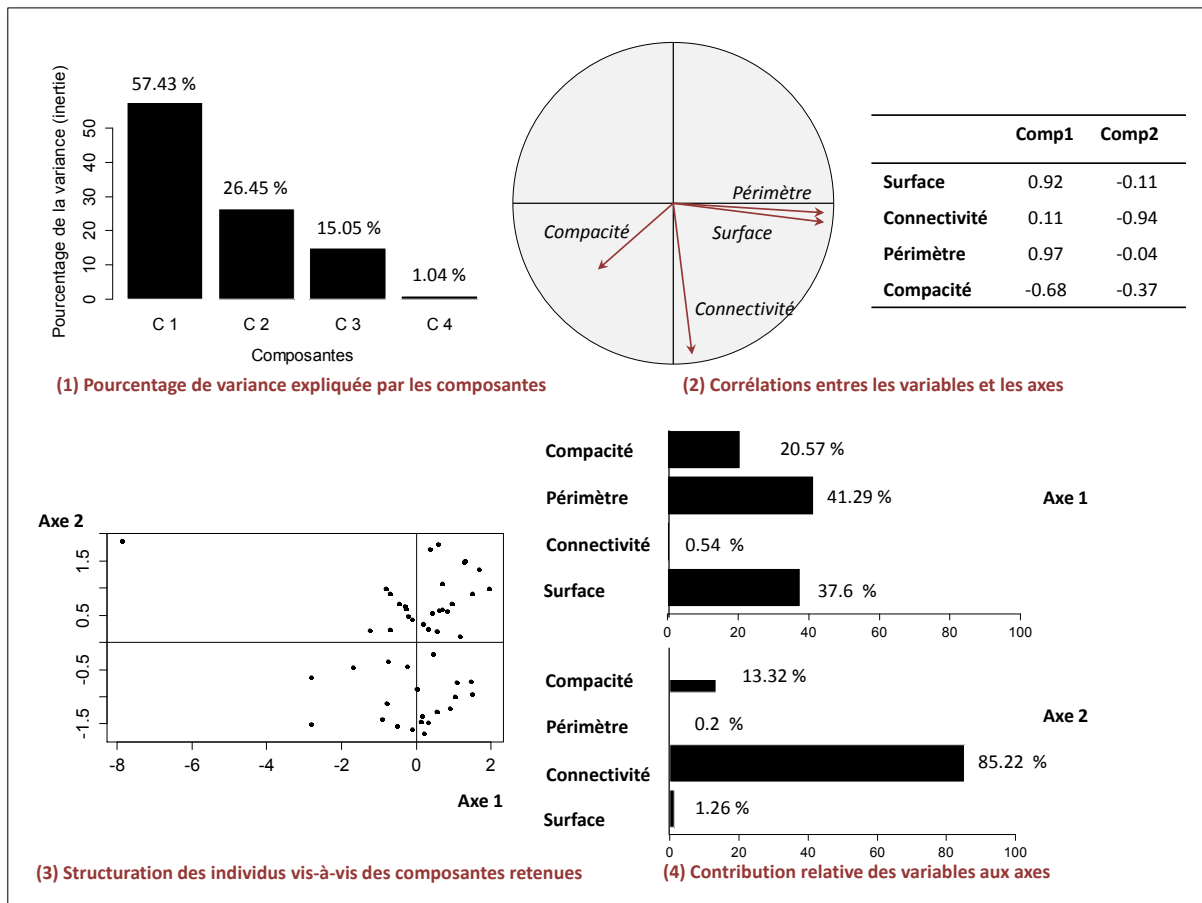 Pourcentage de la variance (inertie)
0 10 20 30 40 50
57.43 %
26.45 %
15.05 %
1.04 %
C 1 C 2 C 3 C 4
Composantes
(1) Pourcentage de variance expliquée par les composantes
Périmètre
Compacité
Surface
Connectivité
Comp1 Comp2
Surface 0.92 -0.11
Connectivité 0.11 -0.94
Périmètre 0.97 -0.04
Compacité -0.68 -0.37
(2) Corrélations entres les variables et les axes
Axe 2
-1.5 -0.5 0.5 1.5
-8 -6 -4 -2 0 2
Axe 1
(3) Structuration des individus vis-à-vis des composantes retenues
Compacité 20.57 %
Périmètre 41.29 %
Axe 1
Connectivité 0.54 %
Surface 37.6 %
0 20 40 60 80 100
Compacité 13.32 %
Périmètre 0.2 %
Axe 2
Connectivité 85.22 %
Surface 1.26 %
0 20 40 60 80 100
(4) Contribution relative des variables aux axes